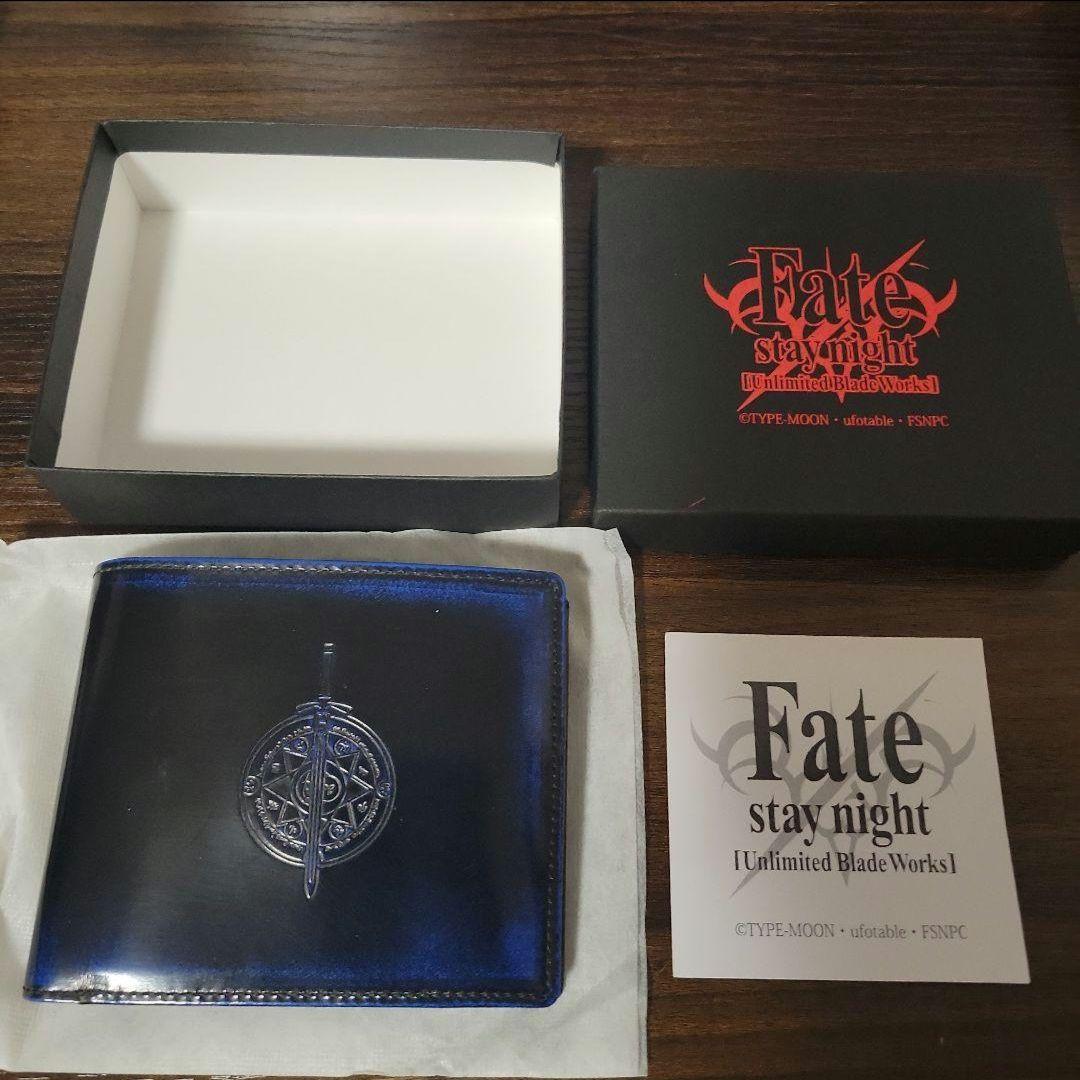 Fate
stay night
[Unlimited Blade Works]
©TYPE-MOON・ufotable・FSNPC
Fate
stay night
[Unlimited Blade Works]
©TYPE-MOON・ufotable・FSNPC